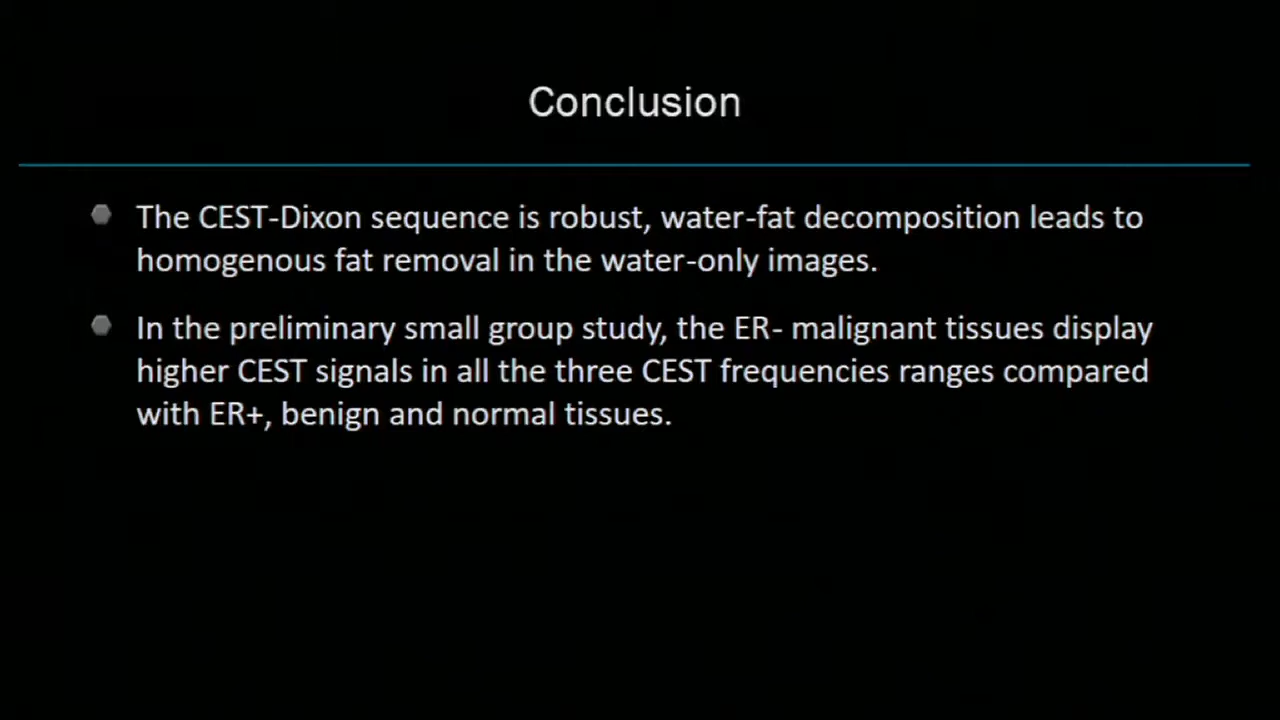 Conclusion
The CEST-Dixon sequence is robust, water-fat decomposition leads to
homogenous fat removal in the water-only images.
In the preliminary small group study, the ER- malignant tissues display
higher CEST signals in all the three CEST frequencies ranges compared
with ER+, benign and normal tissues.